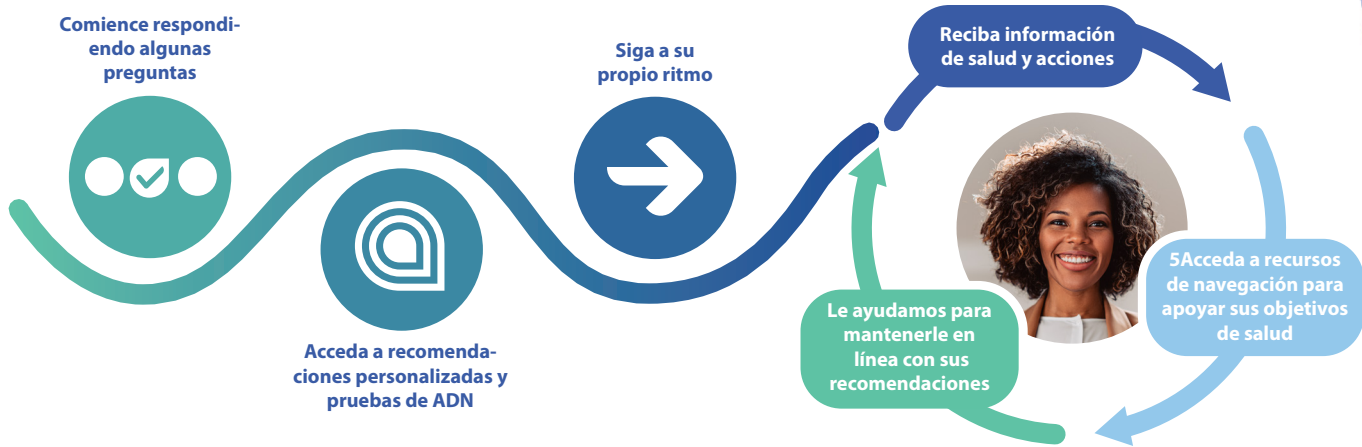 Comience respondi-
endo algunas
preguntas
Acceda a recomenda-
ciones personalizadas y
pruebas de ADN
Siga a su
propio ritmo
Reciba información
de salud y acciones
5Acceda a recursos
de navegación para
apoyar sus objetivos
de salud
Le ayudamos para
mantenerle en
línea con sus
recomendaciones